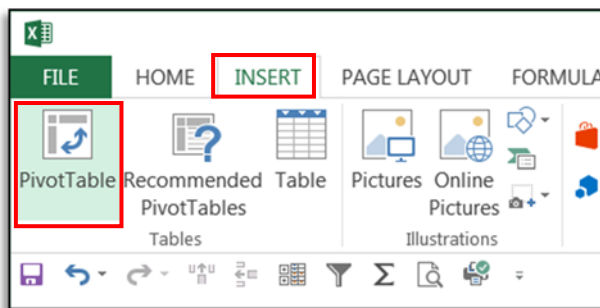 FILE HOME INSERT PAGE LAYOUT FORMULA
PivotTable Recommended PivotTables Table Pictures Online Pictures
Tables Illustrations